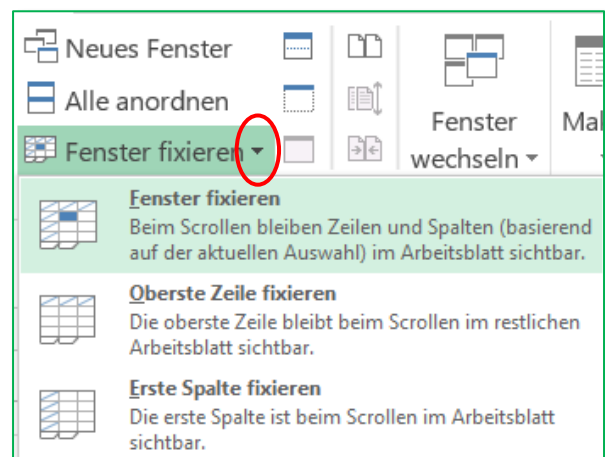 Neues Fenster
Alle anordnen
Fenster fixieren
Fenster
wechseln
Fenster fixieren
Beim Scrollen bleiben Zeilen und Spalten (basierend
auf der aktuellen Auswahl) im Arbeitsblatt sichtbar.
Oberste Zeile fixieren
Die oberste Zeile bleibt beim Scrollen im restlichen
Arbeitsblatt sichtbar.
Erste Spalte fixieren
Die erste Spalte ist beim Scrollen im Arbeitsblatt
sichtbar.